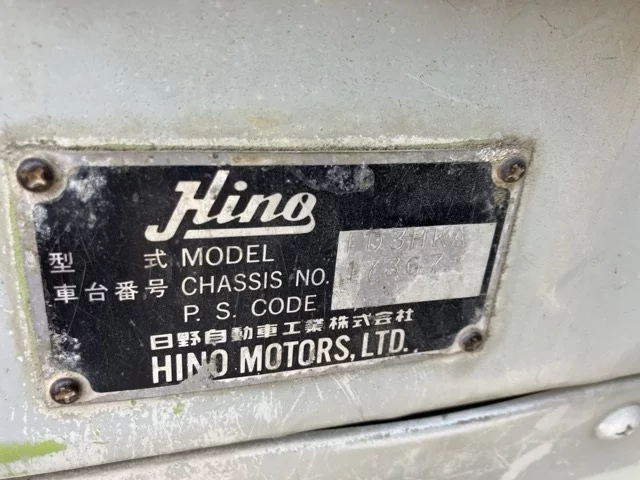 Hino
型 式 MODEL
車台番号 CHASSIS NO. 17367
P. S. CODE
日野自動車工業株式会社
HINO MOTORS, LTD.